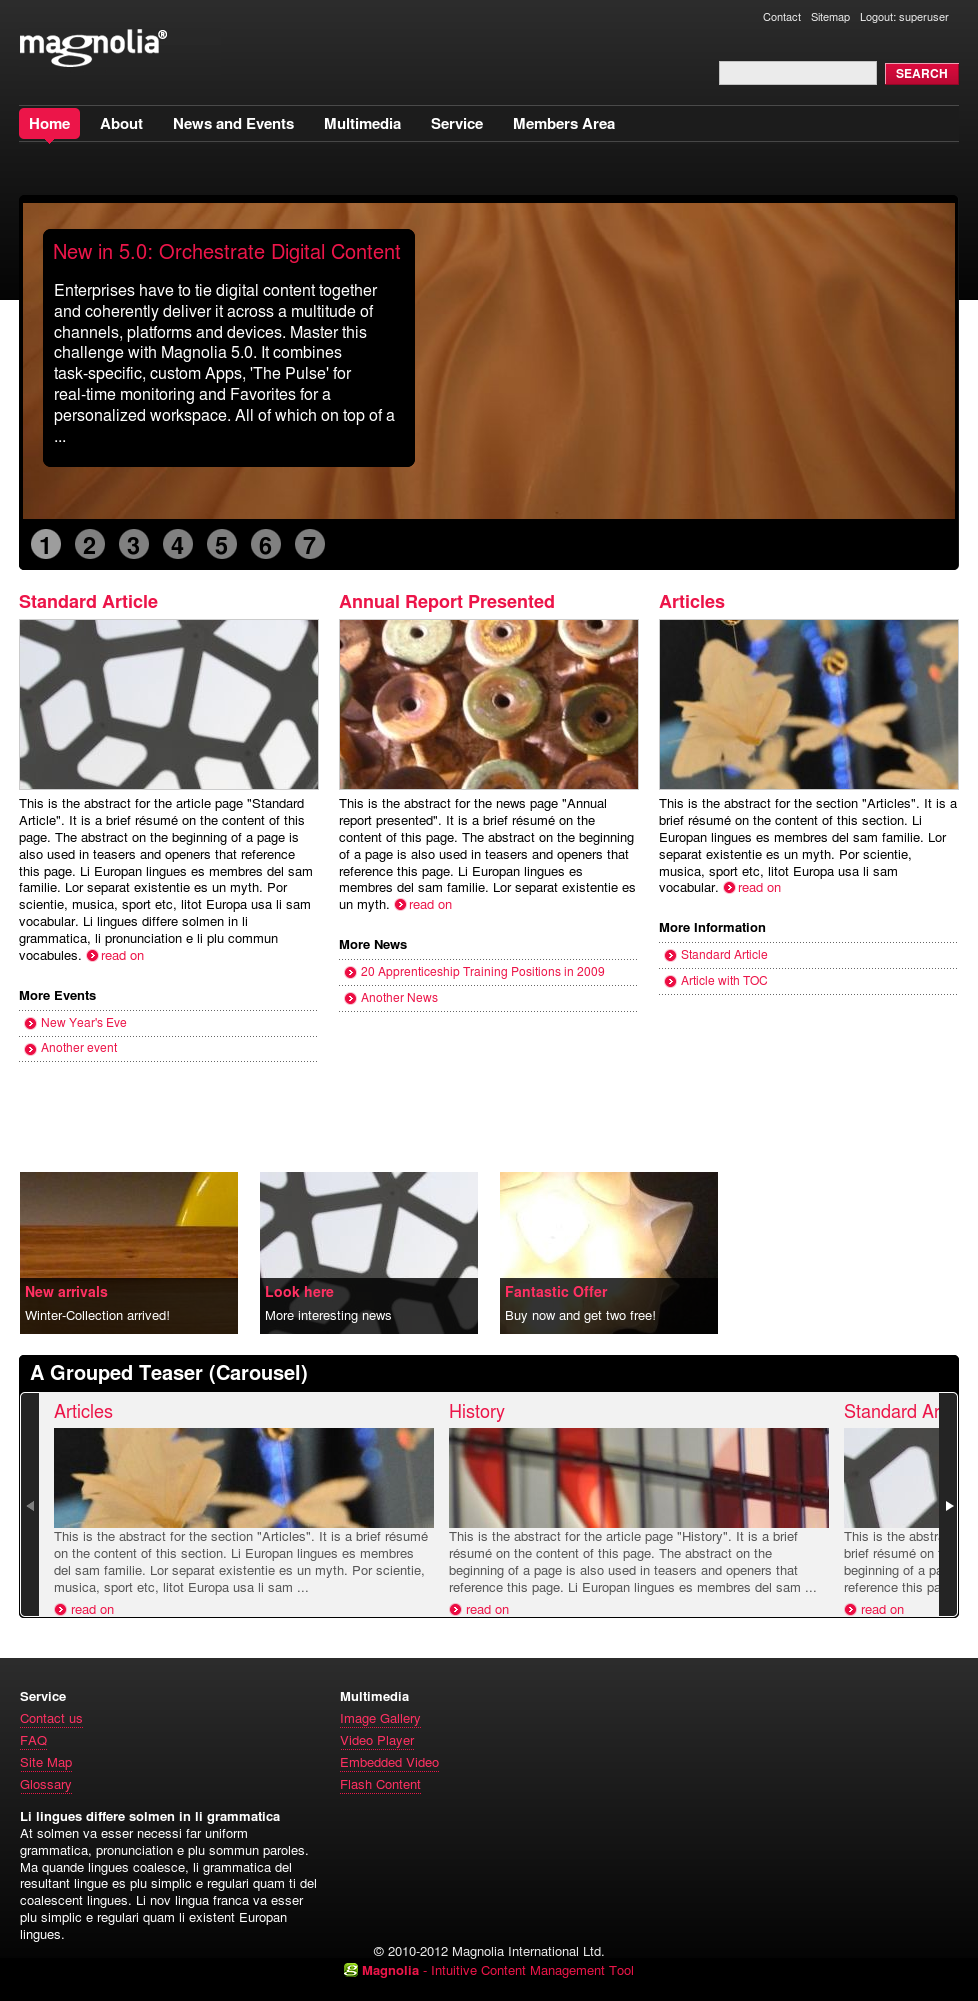 Contact Sitemap Logout: superuser
magnolia®
SEARCH
Home About News and Events Multimedia Service Members Area
New in 5.0: Orchestrate Digital Content
Enterprises have to tie digital content together
and coherently deliver it across a multitude of
channels, platforms and devices. Master this
challenge with Magnolia 5.0. It combines
task-specific, custom Apps, 'The Pulse' for
real-time monitoring and Favorites for a
personalized workspace. All of which on top of a
...
1 2 3 4 5 6 7
Standard Article
This is the abstract for the article page "Standard
Article". It is a brief résumé on the content of this
page. The abstract on the beginning of a page is
also used in teasers and openers that reference
this page. Li Europan lingues es membres del sam
familie. Lor separat existentie es un myth. Por
scientie, musica, sport etc, litot Europa usa li sam
vocabular. Li lingues differe solmen in li
grammatica, li pronunciation e li plu commun
vocabules. read on
More Events
New Year's Eve
Another event
Annual Report Presented
This is the abstract for the news page "Annual
report presented". It is a brief résumé on the
content of this page. The abstract on the beginning
of a page is also used in teasers and openers that
reference this page. Li Europan lingues es
membres del sam familie. Lor separat existentie es
un myth. read on
More News
20 Apprenticeship Training Positions in 2009
Another News
Articles
This is the abstract for the section "Articles". It is a
brief résumé on the content of this section. Li
Europan lingues es membres del sam familie. Lor
separat existentie es un myth. Por scientie,
musica, sport etc, litot Europa usa li sam
vocabular. read on
More Information
Standard Article
Article with TOC
New arrivals
Winter-Collection arrived!
Look here
More interesting news
Fantastic Offer
Buy now and get two free!
A Grouped Teaser (Carousel)
Articles
This is the abstract for the section "Articles". It is a brief résumé
on the content of this section. Li Europan lingues es membres
del sam familie. Lor separat existentie es un myth. Por scientie,
musica, sport etc, litot Europa usa li sam ...
read on
History
This is the abstract for the article page "History". It is a brief
résumé on the content of this page. The abstract on the
beginning of a page is also used in teasers and openers that
reference this page. Li Europan lingues es membres del sam ...
read on
Standard Ar
This is the abstra
brief résumé on
beginning of a pa
reference this pa
read on
Service
Contact us
FAQ
Site Map
Glossary
Multimedia
Image Gallery
Video Player
Embedded Video
Flash Content
Li lingues differe solmen in li grammatica
At solmen va esser necessi far uniform
grammatica, pronunciation e plu sommun paroles.
Ma quande lingues coalesce, li grammatica del
resultant lingue es plu simplic e regulari quam ti del
coalescent lingues. Li nov lingua franca va esser
plu simplic e regulari quam li existent Europan
lingues.
© 2010-2012 Magnolia International Ltd.
Magnolia - Intuitive Content Management Tool